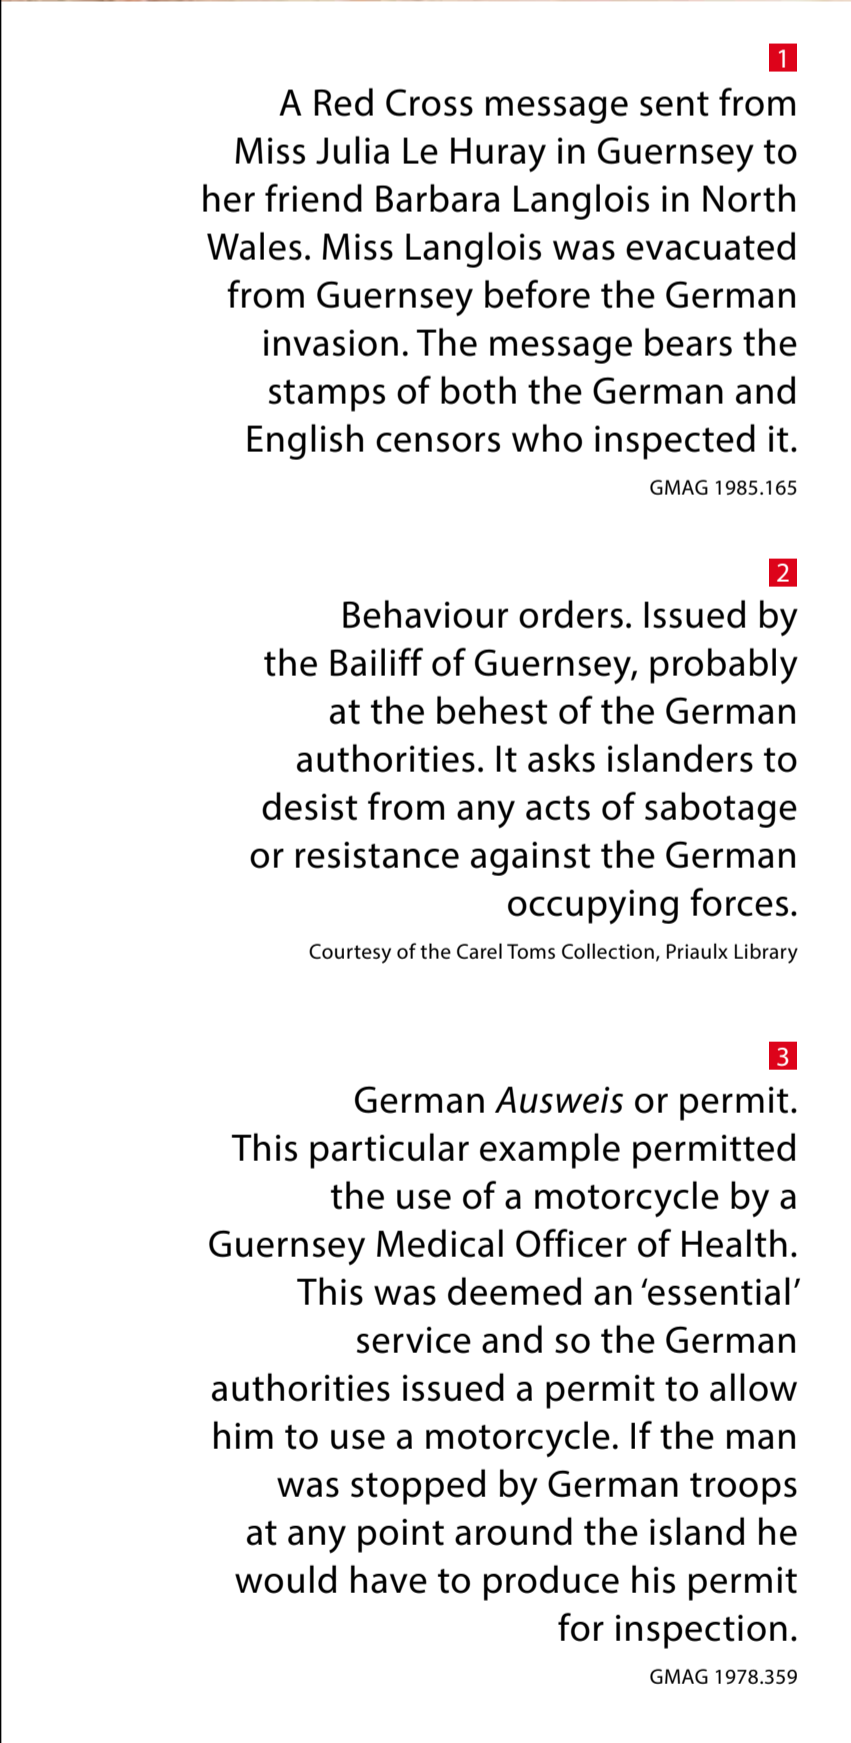 1
A Red Cross message sent from
Miss Julia Le Huray in Guernsey to
her friend Barbara Langlois in North
Wales. Miss Langlois was evacuated
from Guernsey before the German
invasion. The message bears the
stamps of both the German and
English censors who inspected it.
GMAG 1985.165
2
Behaviour orders. Issued by
the Bailiff of Guernsey, probably
at the behest of the German
authorities. It asks islanders to
desist from any acts of sabotage
or resistance against the German
occupying forces.
Courtesy of the Carel Toms Collection, Priaulx Library
3
German Ausweis or permit.
This particular example permitted
the use of a motorcycle by a
Guernsey Medical Officer of Health.
This was deemed an ‘essential’
service and so the German
authorities issued a permit to allow
him to use a motorcycle. If the man
was stopped by German troops
at any point around the island he
would have to produce his permit
for inspection.
GMAG 1978.359